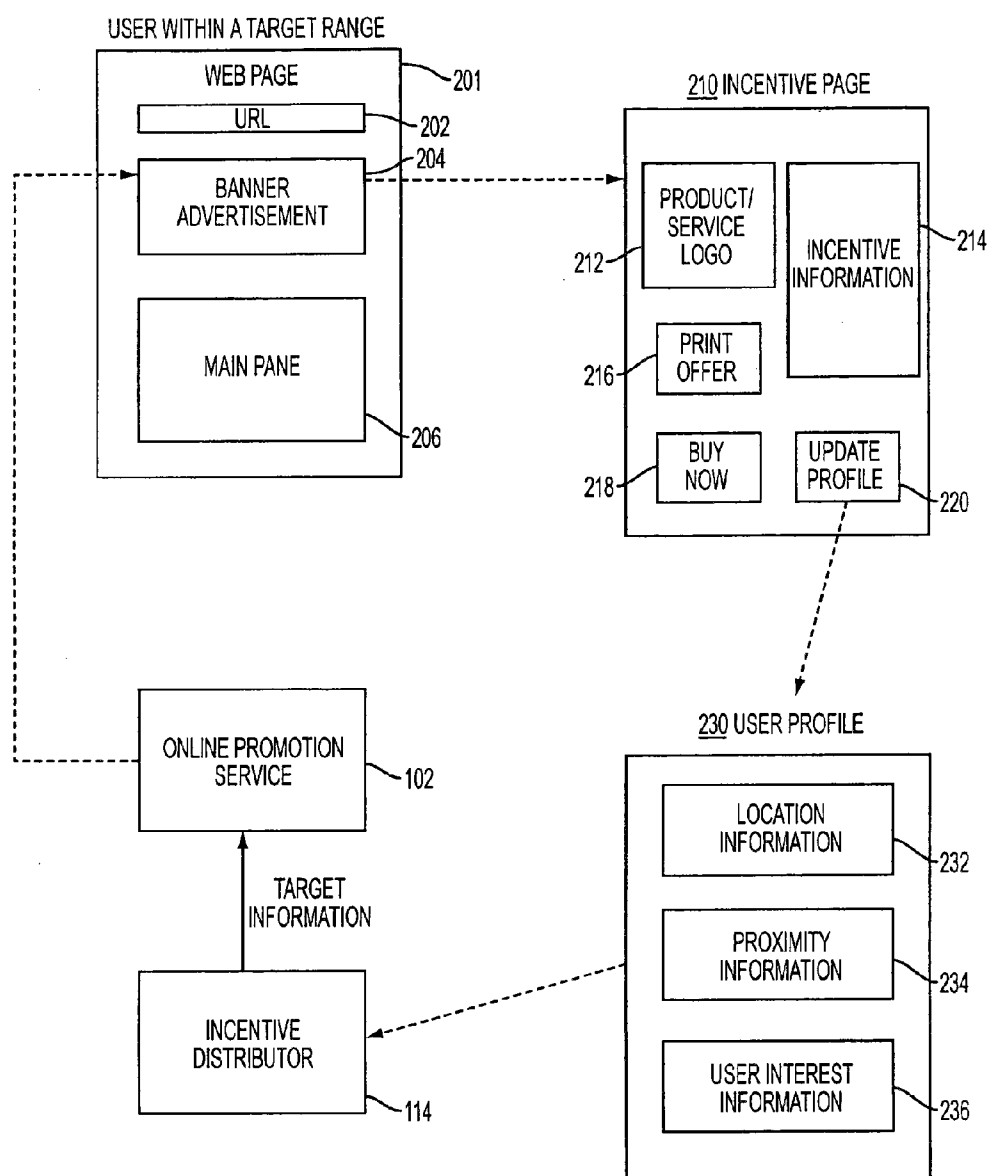 USER WITHIN A TARGET RANGE
WEB PAGE
201
URL
202
204
BANNER
ADVERTISEMENT
MAIN PANE
206
210 INCENTIVE PAGE
PRODUCT/
SERVICE
LOGO
212
INCENTIVE
INFORMATION
214
PRINT
OFFER
216
BUY
NOW
218
UPDATE
PROFILE
220
ONLINE PROMOTION
SERVICE
102
TARGET
INFORMATION
INCENTIVE
DISTRIBUTOR
114
230 USER PROFILE
LOCATION
INFORMATION
232
PROXIMITY
INFORMATION
234
USER INTEREST
INFORMATION
236